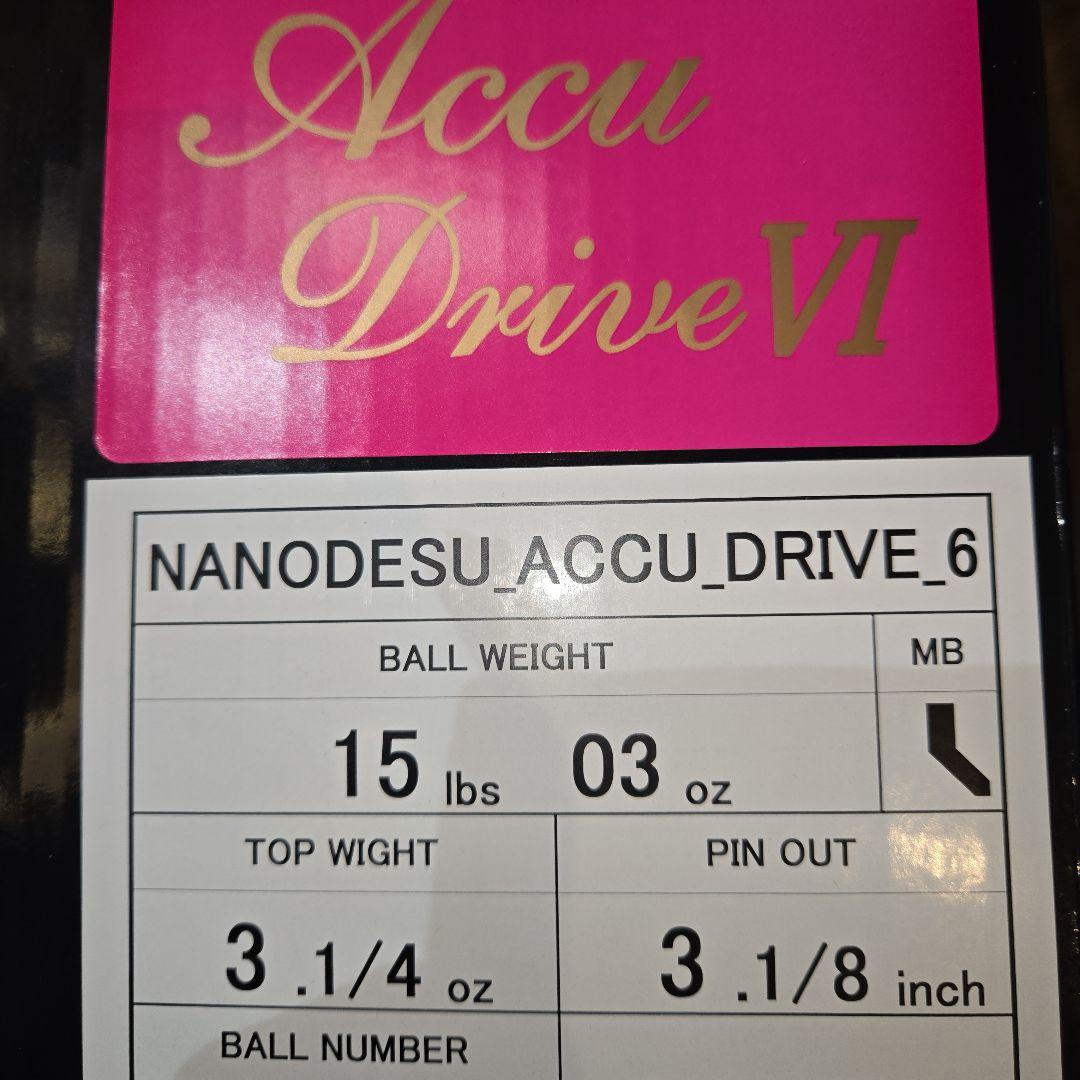 Accu
Drive VI
NANODESU_ACCU_DRIVE_6
BALL WEIGHT
MB
15 lbs 03 oz
TOP WIGHT
PIN OUT
3 .1/4 oz
3 .1/8 inch
BALL NUMBER